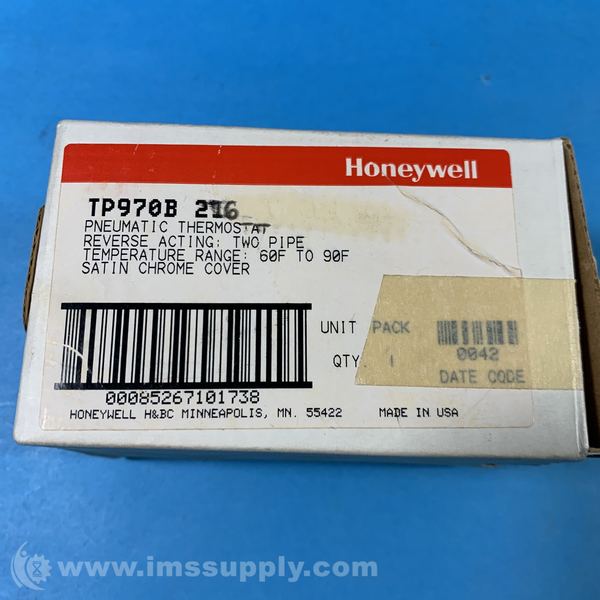 Honeywell
TP970B
PNEUMATIC THERMOSTAT
REVERSE ACTING: TWO PIPE
TEMPERATURE RANGE: 60F TO 90F
SATIN CHROME COVER
UNIT PACK
QTY. 1
0042
DATE CODE
00085267101738
HONEYWELL H&BC MINNEAPOLIS, MN. 55422 MADE IN USA
www.imssupply.com